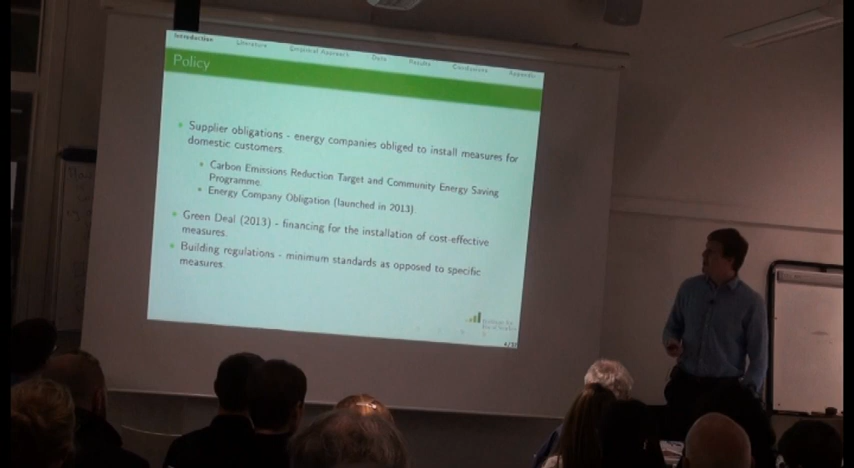 Introduction Literature Empirical Approach Data Results Conclusions Appendix
Policy
Supplier obligations - energy companies obliged to install measures for
domestic customers.
Carbon Emissions Reduction Target and Community Energy Saving
Programme.
Energy Company Obligation (launched in 2013).
Green Deal (2013) - financing for the installation of cost-effective
measures.
Building regulations - minimum standards as opposed to specific
measures.